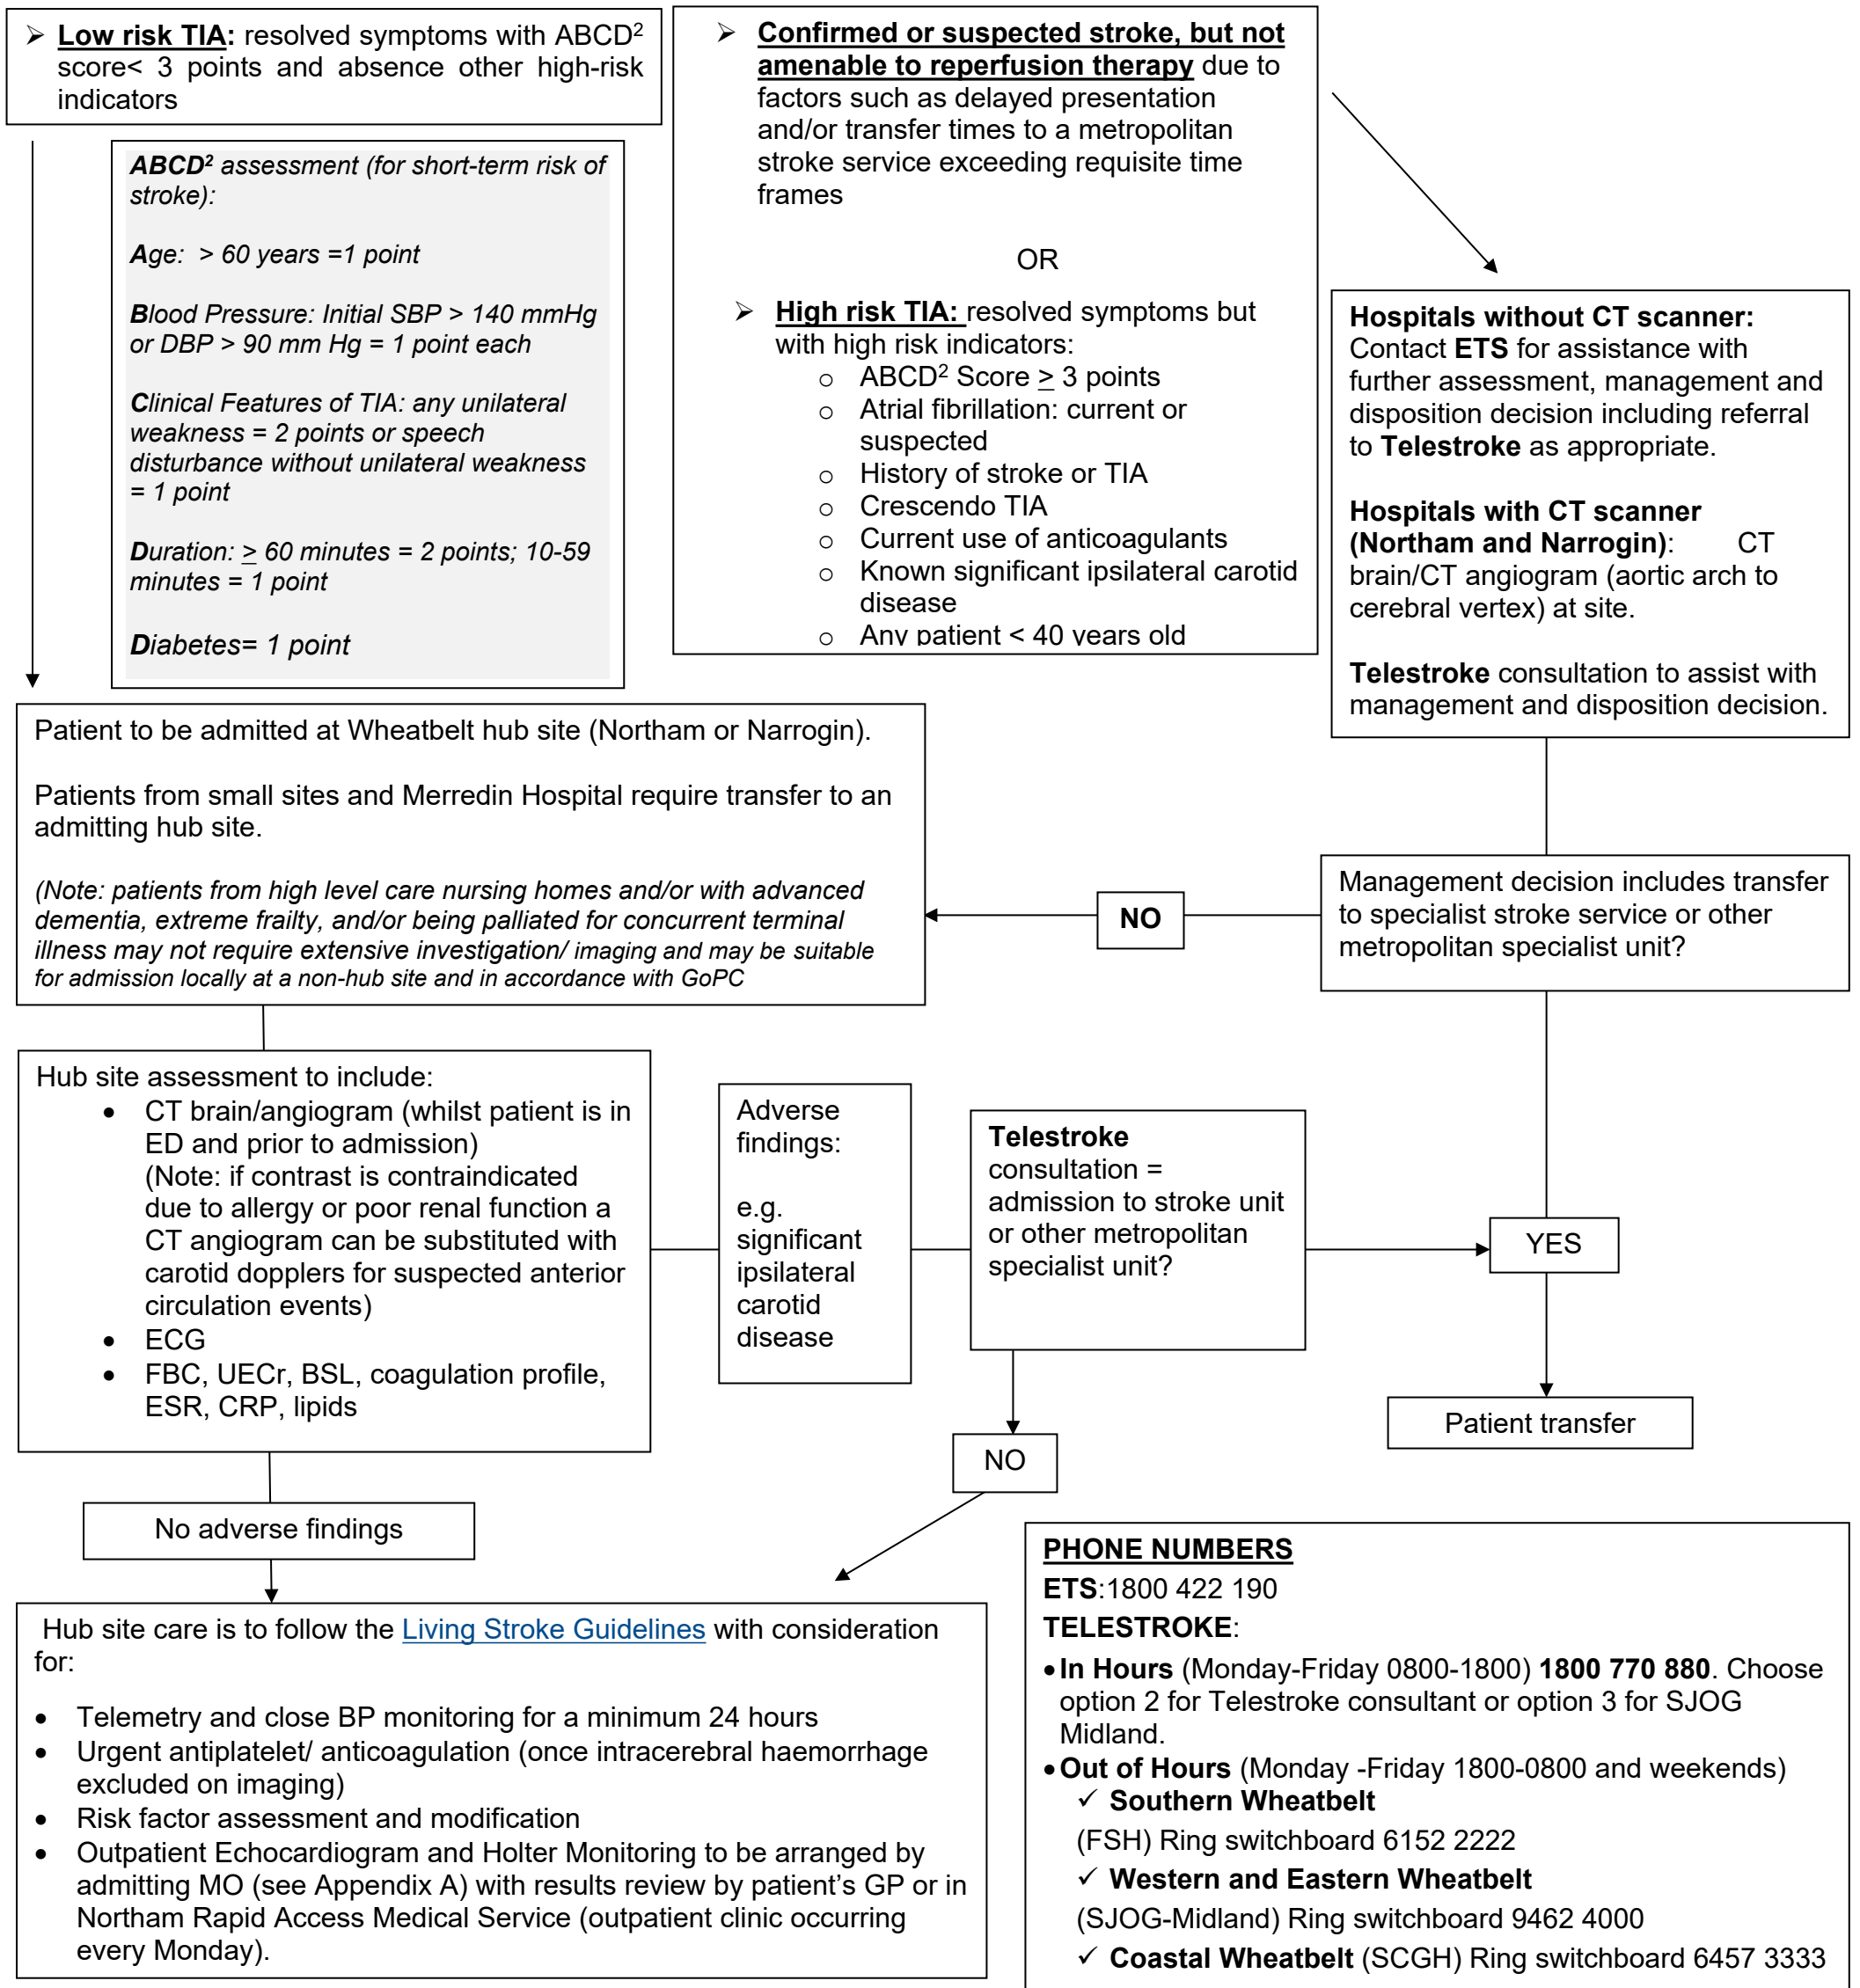 ➢ Low risk TIA: resolved symptoms with ABCD²
score< 3 points and absence other high-risk
indicators
ABCD² assessment (for short-term risk of
stroke):
Age: > 60 years =1 point
Blood Pressure: Initial SBP > 140 mmHg
or DBP > 90 mm Hg = 1 point each
Clinical Features of TIA: any unilateral
weakness = 2 points or speech
disturbance without unilateral weakness
= 1 point
Duration: ≥ 60 minutes = 2 points; 10-59
minutes = 1 point
Diabetes= 1 point
➢ Confirmed or suspected stroke, but not
amenable to reperfusion therapy due to
factors such as delayed presentation
and/or transfer times to a metropolitan
stroke service exceeding requisite time
frames
OR
➢ High risk TIA: resolved symptoms but
with high risk indicators:
o ABCD² Score ≥ 3 points
o Atrial fibrillation: current or
suspected
o History of stroke or TIA
o Crescendo TIA
o Current use of anticoagulants
o Known significant ipsilateral carotid
disease
o Any patient < 40 years old
Hospitals without CT scanner:
Contact ETS for assistance with
further assessment, management and
disposition decision including referral
to Telestroke as appropriate.
Hospitals with CT scanner
(Northam and Narrogin): CT
brain/CT angiogram (aortic arch to
cerebral vertex) at site.
Telestroke consultation to assist with
management and disposition decision.
Patient to be admitted at Wheatbelt hub site (Northam or Narrogin).
Patients from small sites and Merredin Hospital require transfer to an
admitting hub site.
(Note: patients from high level care nursing homes and/or with advanced
dementia, extreme frailty, and/or being palliated for concurrent terminal
illness may not require extensive investigation/ imaging and may be suitable
for admission locally at a non-hub site and in accordance with GoPC
NO
Management decision includes transfer
to specialist stroke service or other
metropolitan specialist unit?
Hub site assessment to include:
• CT brain/angiogram (whilst patient is in
ED and prior to admission)
(Note: if contrast is contraindicated
due to allergy or poor renal function a
CT angiogram can be substituted with
carotid dopplers for suspected anterior
circulation events)
• ECG
• FBC, UECr, BSL, coagulation profile,
ESR, CRP, lipids
Adverse
findings:
e.g.
significant
ipsilateral
carotid
disease
Telestroke
consultation =
admission to stroke unit
or other metropolitan
specialist unit?
YES
Patient transfer
NO
No adverse findings
Hub site care is to follow the Living Stroke Guidelines with consideration
for:
• Telemetry and close BP monitoring for a minimum 24 hours
• Urgent antiplatelet/ anticoagulation (once intracerebral haemorrhage
excluded on imaging)
• Risk factor assessment and modification
• Outpatient Echocardiogram and Holter Monitoring to be arranged by
admitting MO (see Appendix A) with results review by patient's GP or in
Northam Rapid Access Medical Service (outpatient clinic occurring
every Monday).
PHONE NUMBERS
ETS:1800 422 190
TELESTROKE:
• In Hours (Monday-Friday 0800-1800) 1800 770 880. Choose
option 2 for Telestroke consultant or option 3 for SJOG
Midland.
• Out of Hours (Monday -Friday 1800-0800 and weekends)
✓ Southern Wheatbelt
(FSH) Ring switchboard 6152 2222
✓ Western and Eastern Wheatbelt
(SJOG-Midland) Ring switchboard 9462 4000
✓ Coastal Wheatbelt (SCGH) Ring switchboard 6457 3333